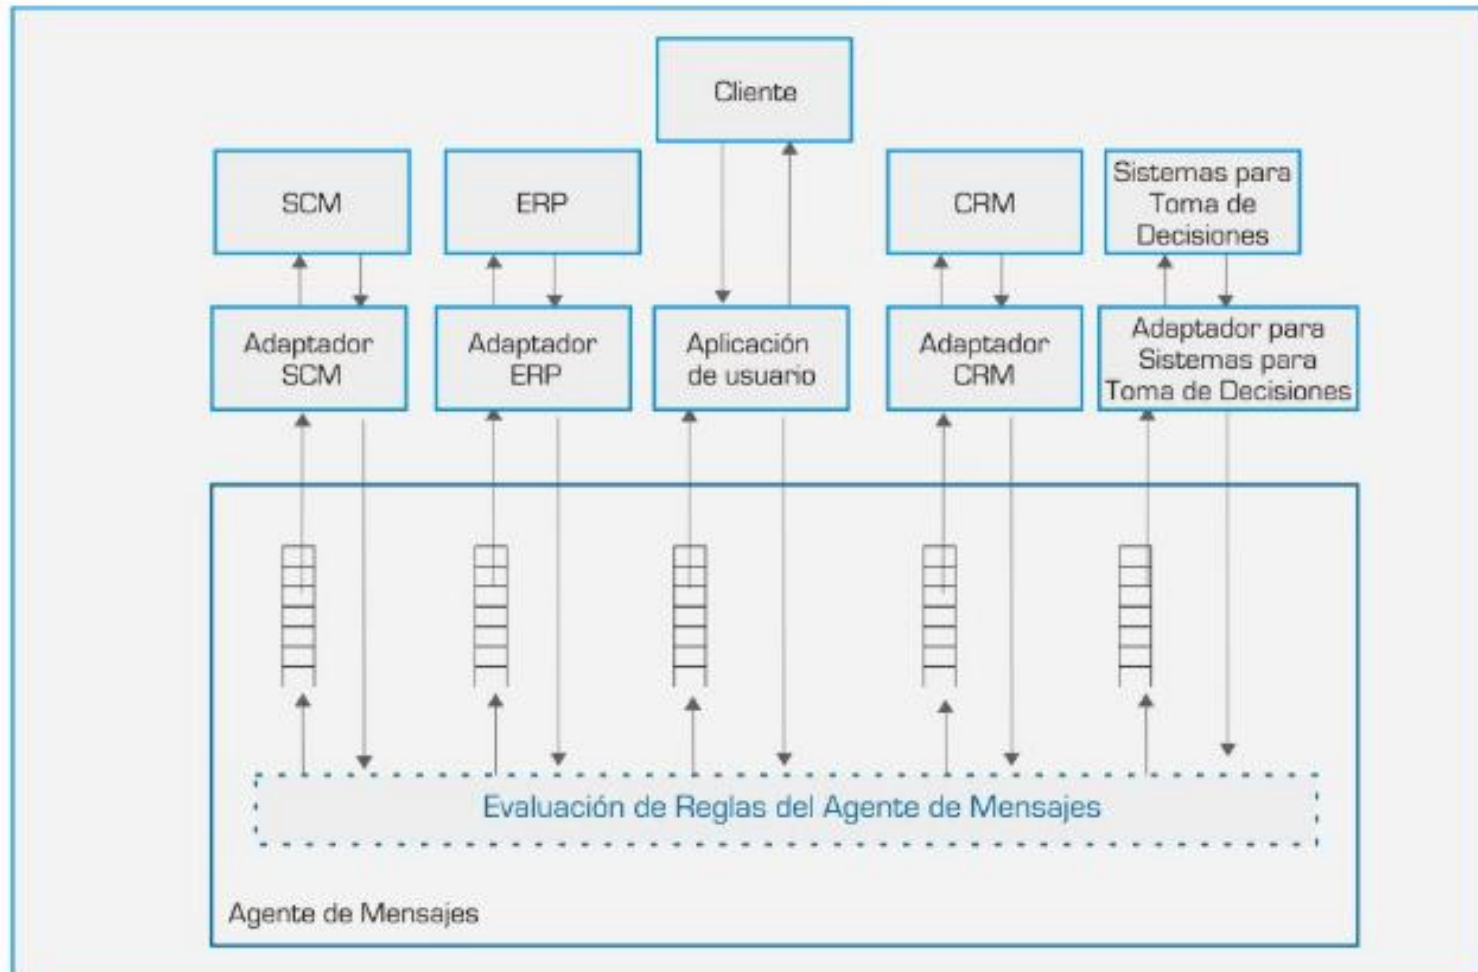 Cliente
SCM
ERP
CRM
Sistemas para
Toma de
Decisiones
Adaptador
SCM
Adaptador
ERP
Aplicación
de usuario
Adaptador
CRM
Adaptador para
Sistemas para
Toma de Decisiones
Evaluación de Reglas del Agente de Mensajes
Agente de Mensajes